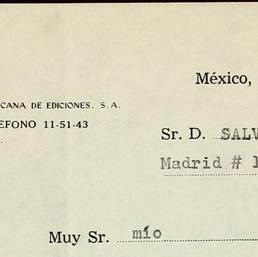 México,
CANA DE EDICIONES, S. A.
EFONO 11-51-43
Sr. D. SALV
Madrid # 1
Muy Sr. mío